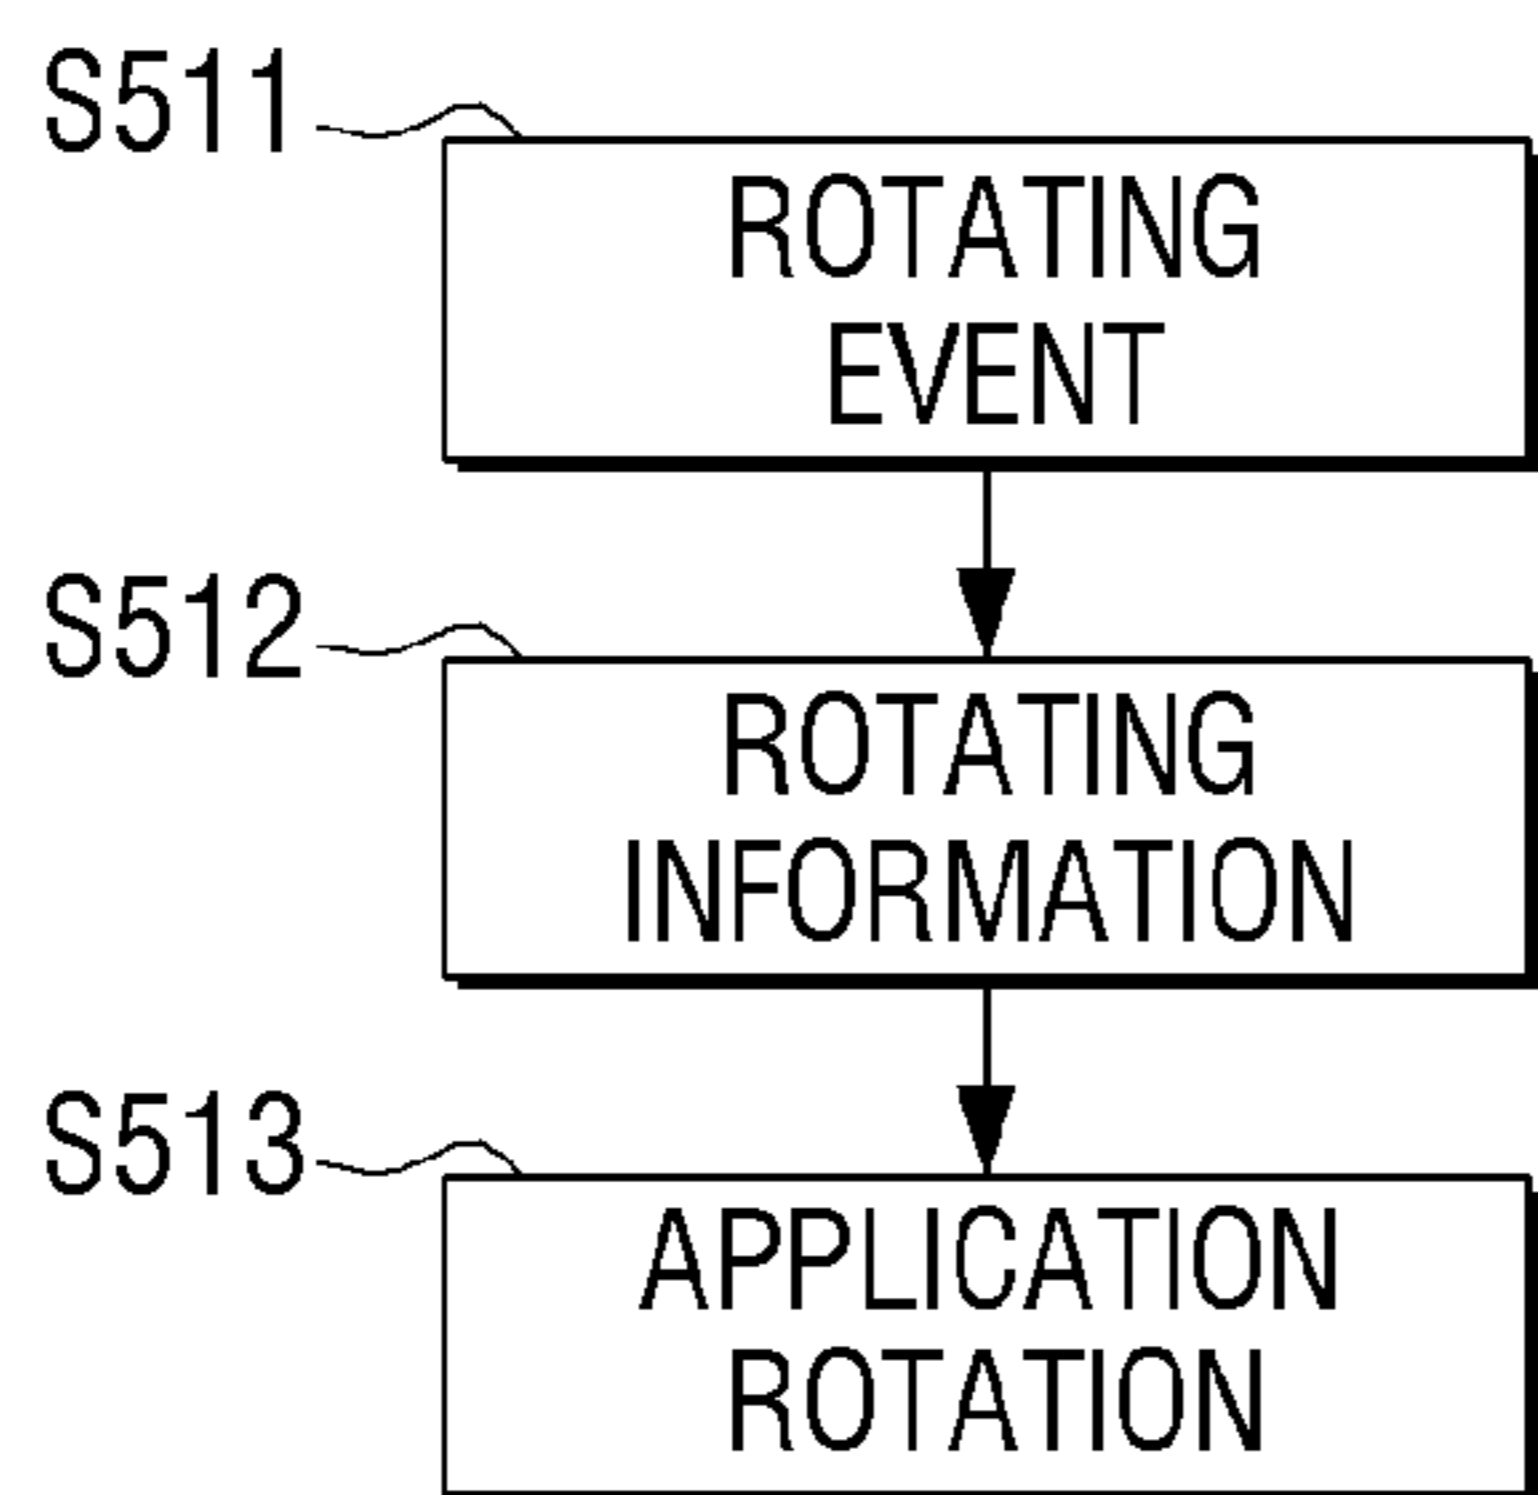 S511
ROTATING
EVENT
S512
ROTATING
INFORMATION
S513
APPLICATION
ROTATION